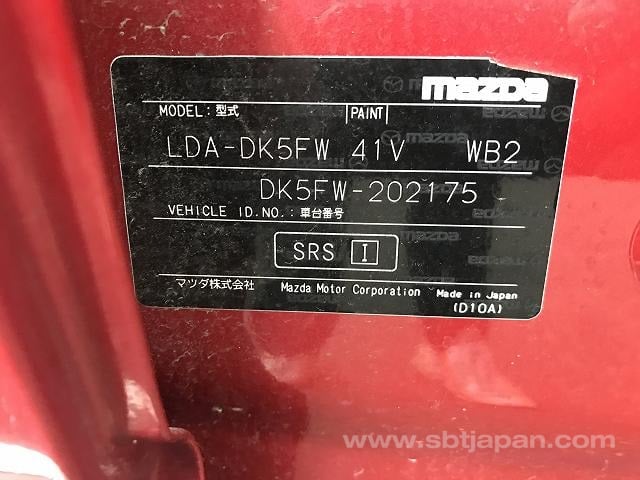 mazda
MODEL:型式 PAINT
LDA-DK5FW 41V WB2
DK5FW-202175
VEHICLE ID.NO.:車台番号
SRS I
マツダ株式会社 Mazda Motor Corporation Made in Japan
(D10A)
www.sbtjapan.com